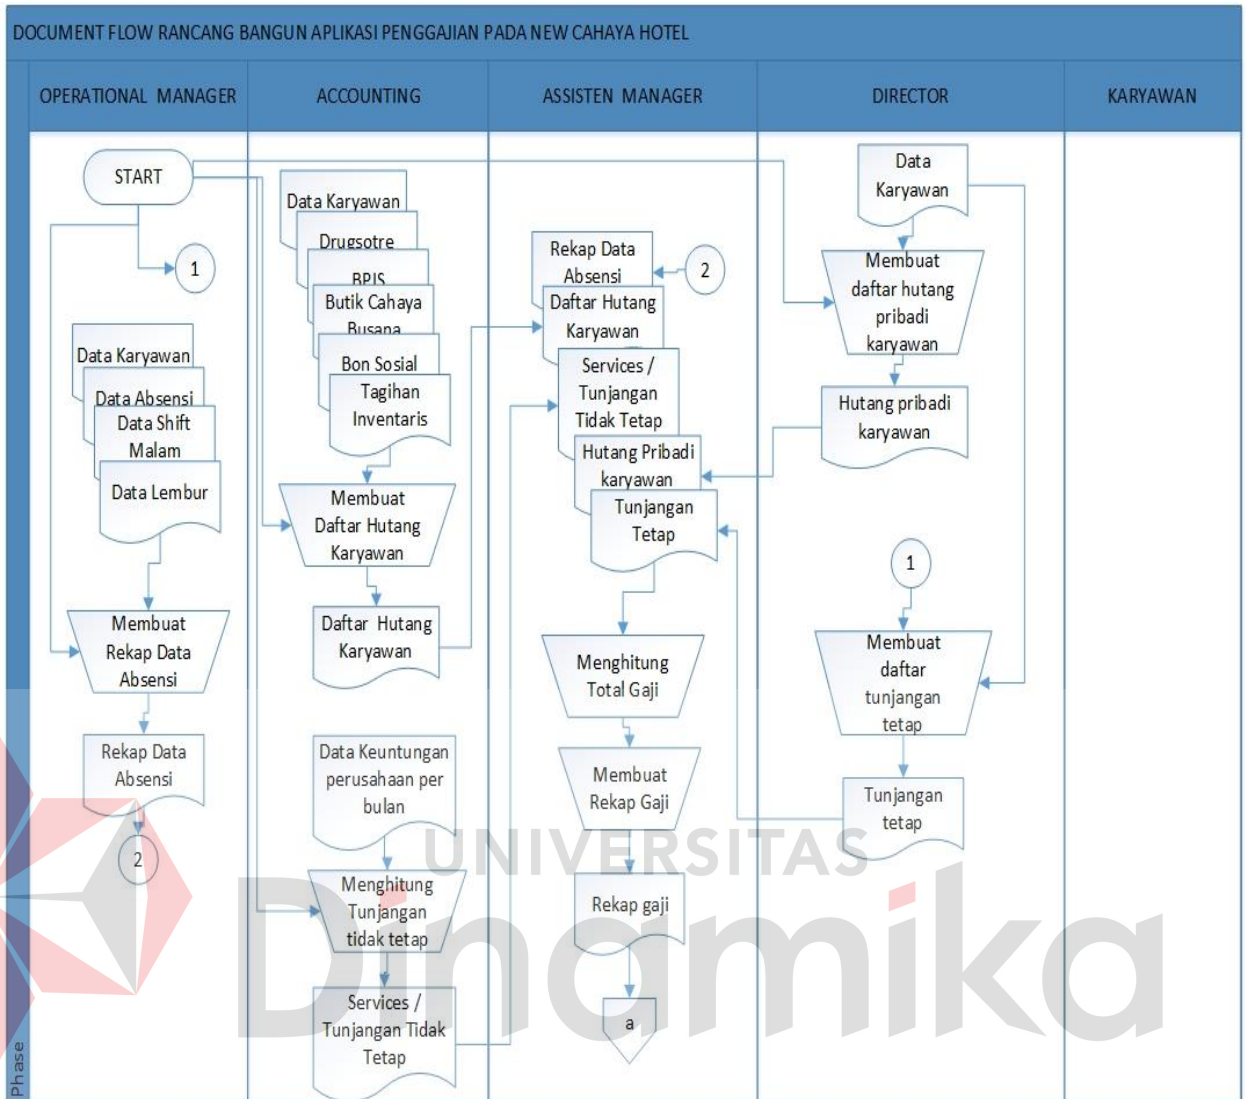 DOCUMENT FLOW RANCANG BANGUN APLIKASI PENGGAJIAN PADA NEW CAHAYA HOTEL
OPERATIONAL MANAGER
ACCOUNTING
ASSISTEN MANAGER
DIRECTOR
KARYAWAN
START
1
Data Karyawan
Data Absensi
Data Shift
Malam
Data Lembur
Membuat
Rekap Data
Absensi
Rekap Data
Absensi
2
Data Karyawan
Drugsotre
BPJS
Butik Cahaya
Busana
Bon Sosial
Tagihan
Inventaris
Membuat
Daftar Hutang
Karyawan
Daftar Hutang
Karyawan
Data Keuntungan
perusahaan per
bulan
Menghitung
Tunjangan
tidak tetap
Services /
Tunjangan Tidak
Tetap
Rekap Data
Absensi
2
Daftar Hutang
Karyawan
Services /
Tunjangan
Tidak Tetap
Hutang Pribadi
karyawan
Tunjangan
Tetap
Menghitung
Total Gaji
Membuat
Rekap Gaji
Rekap gaji
a
Data
Karyawan
Membuat
daftar hutang
pribadi
karyawan
Hutang pribadi
karyawan
1
Membuat
daftar
tunjangan
tetap
Tunjangan
tetap
Phase
UNIVERSITAS
Dinamika